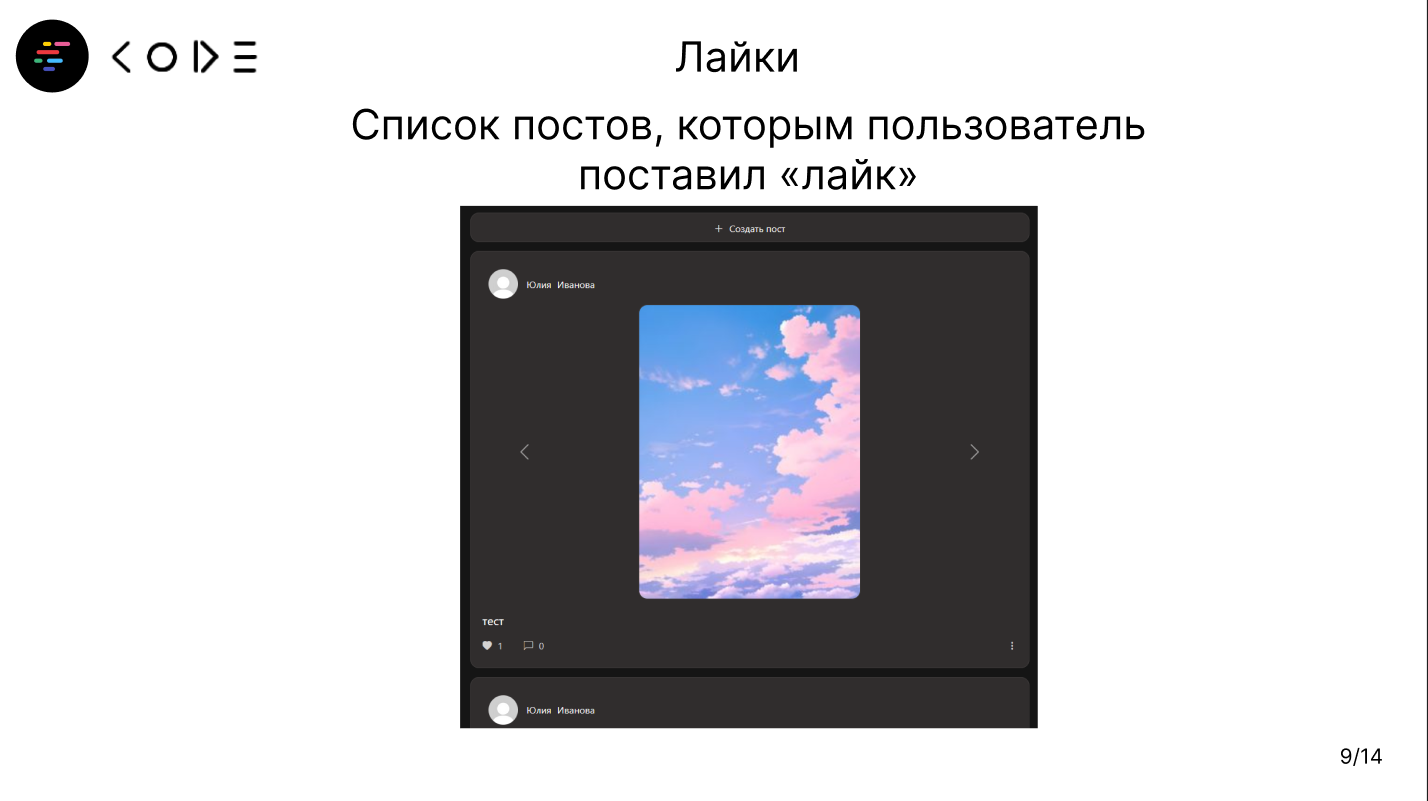 Лайки
Список постов, которым пользователь
поставил «лайк»
+ Создать пост
Юлия Иванова
тест
1 0
Юлия Иванова
9/14